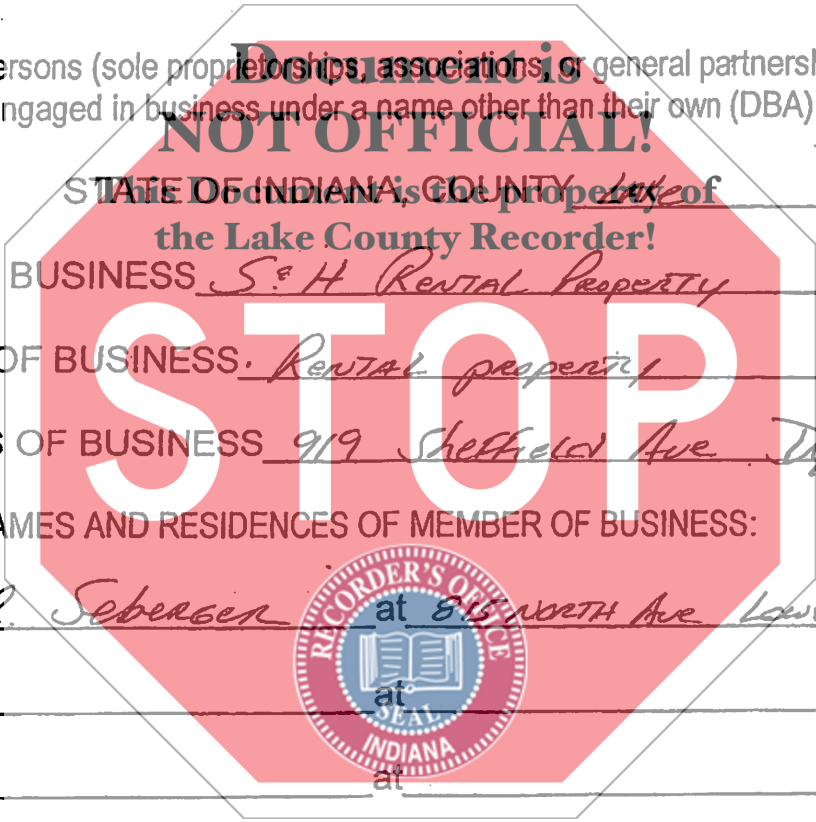 Document is
ersons (sole proprietorships, associations, or general partnersh
ngaged in business under a name other than their own (DBA)
NOT OFFICIAL!
STATE OF INDIANA, COUNTY Lake
This Document is the property of
the Lake County Recorder!
BUSINESS S & H Rental Property
OF BUSINESS. Rental property
STOP
S OF BUSINESS 919 Sheffield Ave
AMES AND RESIDENCES OF MEMBER OF BUSINESS:
Seberger at 815 North Ave
RECORDER'S OFFICE
at
SEAL
INDIANA
at